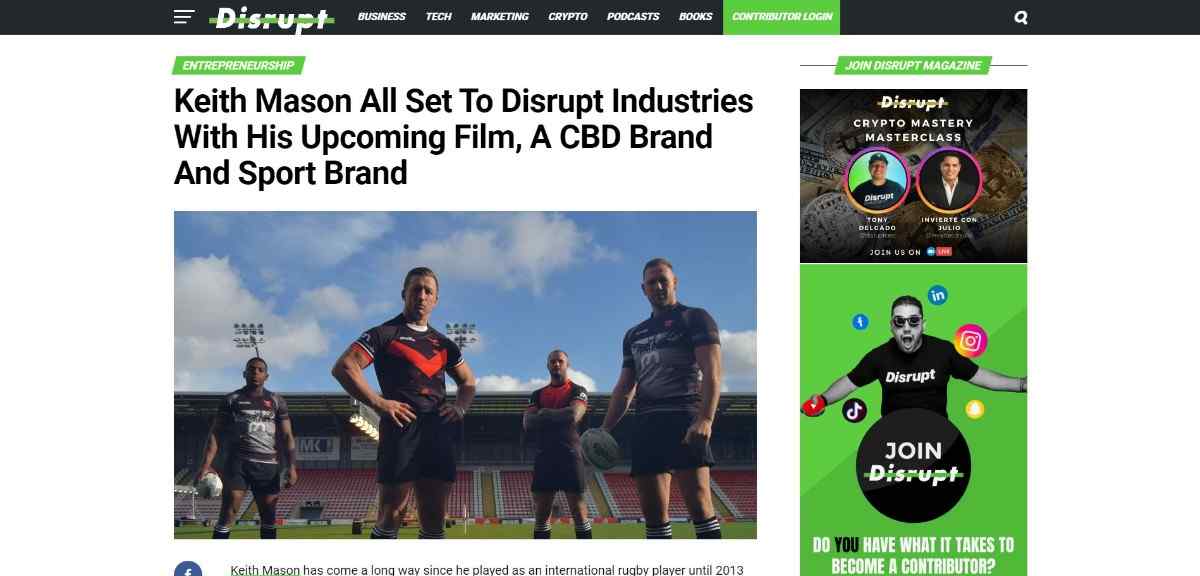 Disrupt
BUSINESS TECH MARKETING CRYPTO PODCASTS BOOKS CONTRIBUTOR LOGIN
ENTREPRENEURSHIP
Keith Mason All Set To Disrupt Industries
With His Upcoming Film, A CBD Brand
And Sport Brand
MK
Keith Mason has come a long way since he played as an international rugby player until 2013
JOIN DISRUPT MAGAZINE
Disrupt
CRYPTO MASTERY
MASTERCLASS
Disrupt
TONY
DELGADO
INVIERTE CON
JULIO
JOIN US ON LIVE
in
f
Disrupt
JOIN
Disrupt
DO YOU HAVE WHAT IT TAKES TO
BECOME A CONTRIBUTOR?